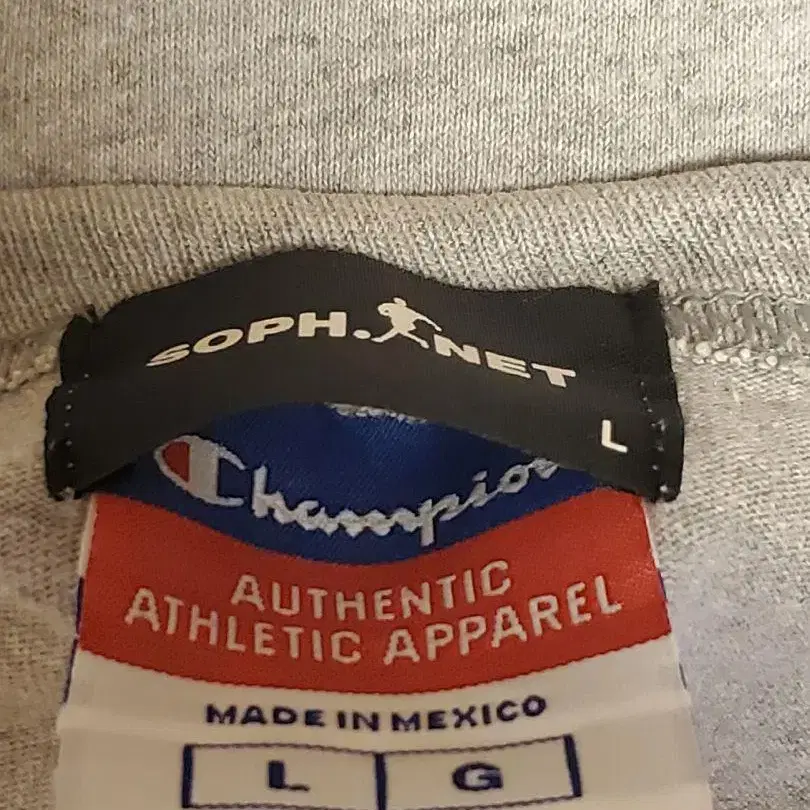 SOPH. NET
L
Champion
AUTHENTIC
ATHLETIC APPAREL
MADE IN MEXICO
L G